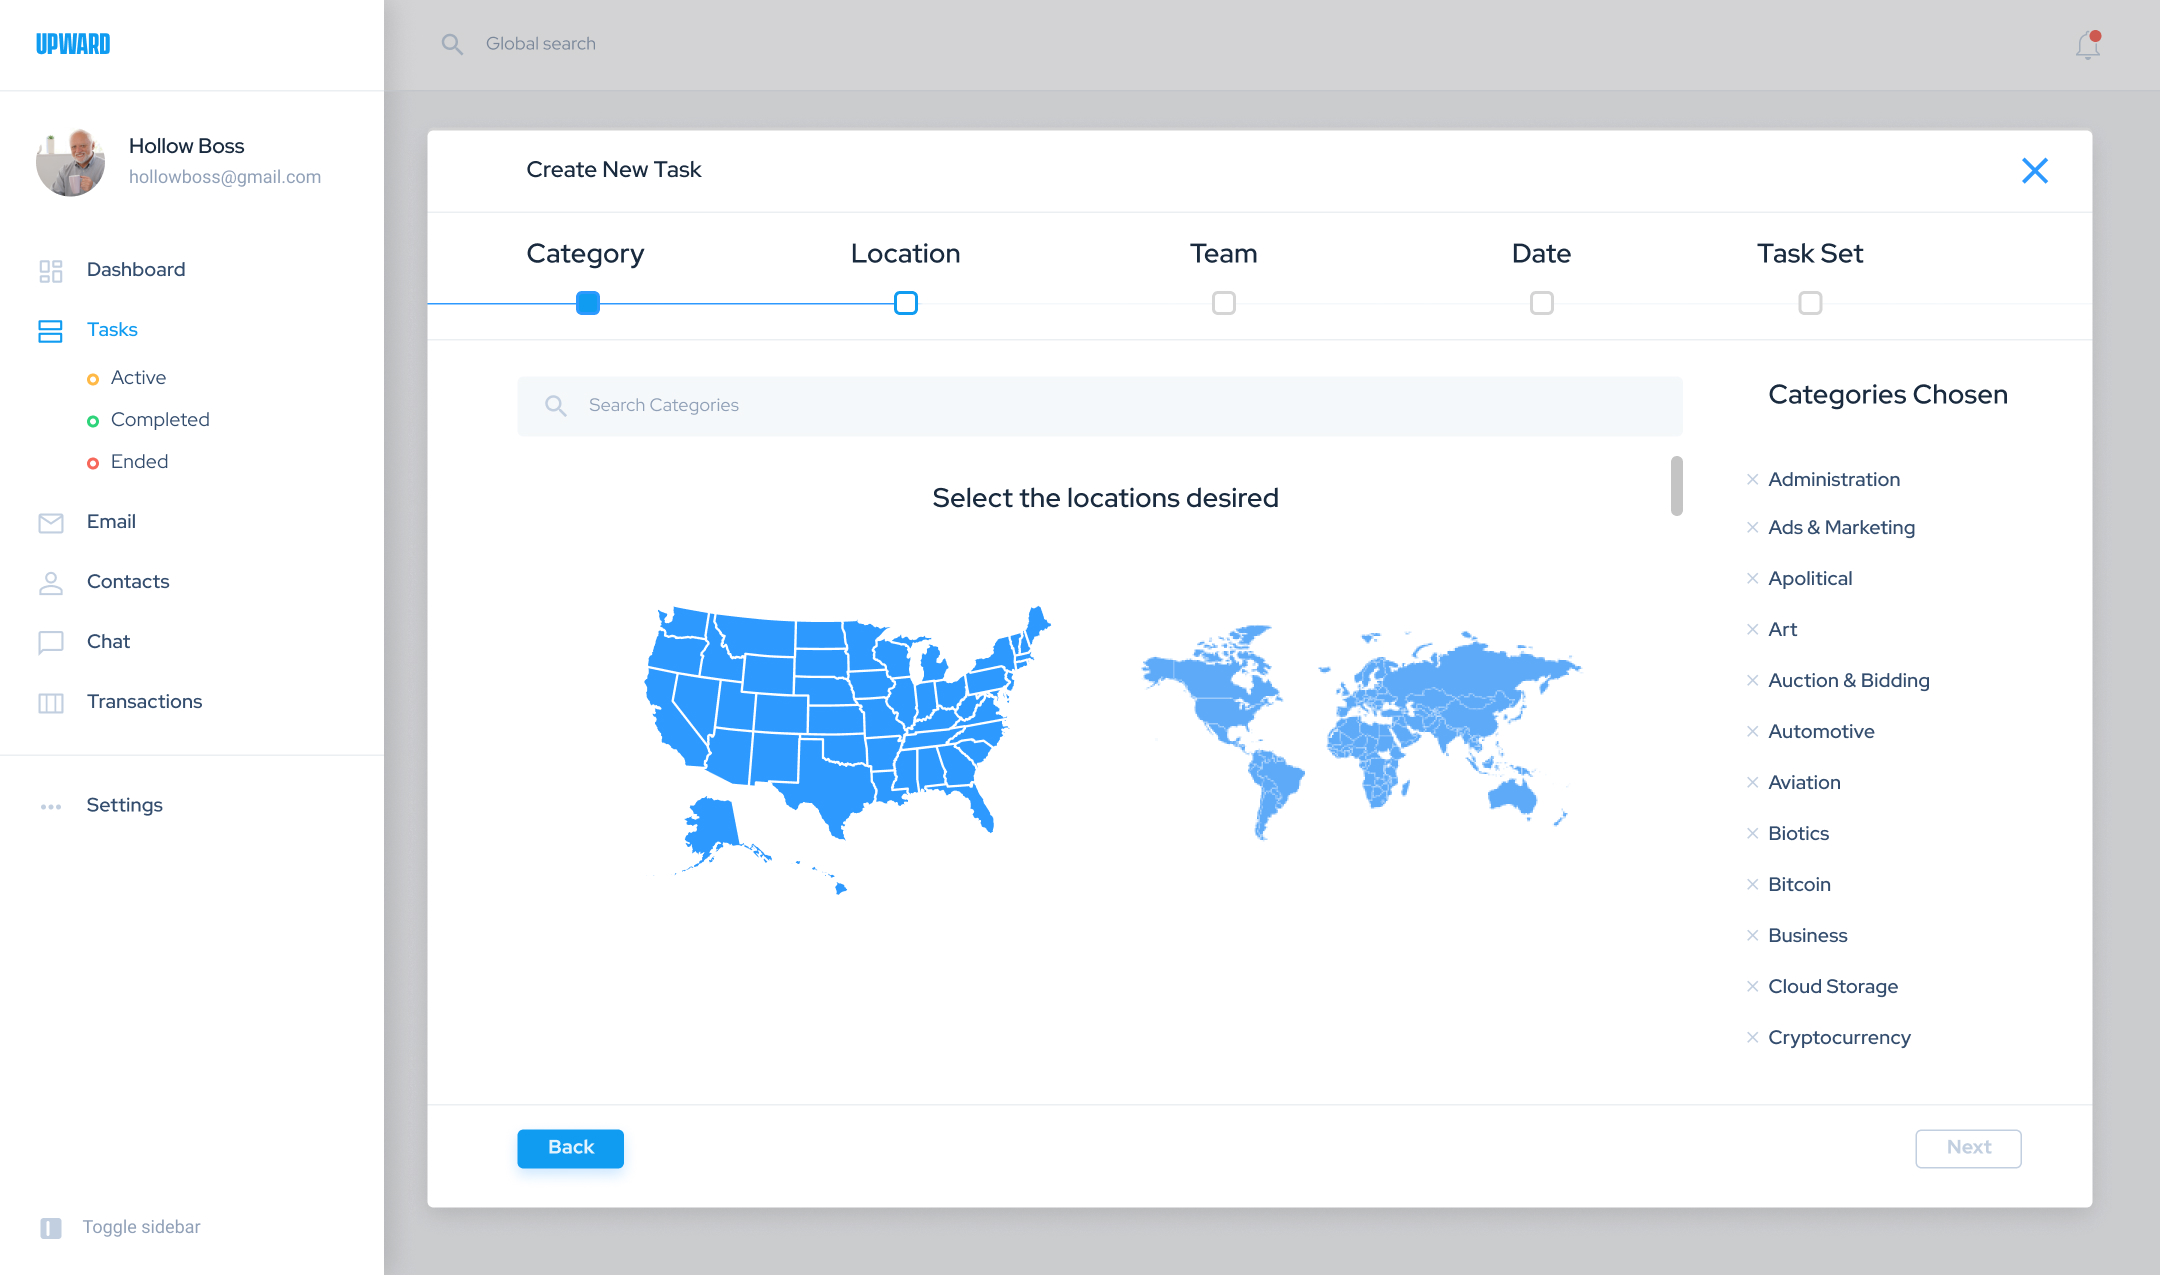 UPWARD
Global search
Hollow Boss
hollowboss@gmail.com
Dashboard
Tasks
Active
Completed
Ended
Email
Contacts
Chat
Transactions
Settings
Toggle sidebar
Create New Task
Category
Location
Team
Date
Task Set
Search Categories
Select the locations desired
Categories Chosen
Administration
Ads & Marketing
Apolitical
Art
Auction & Bidding
Automotive
Aviation
Biotics
Bitcoin
Business
Cloud Storage
Cryptocurrency
Back
Next